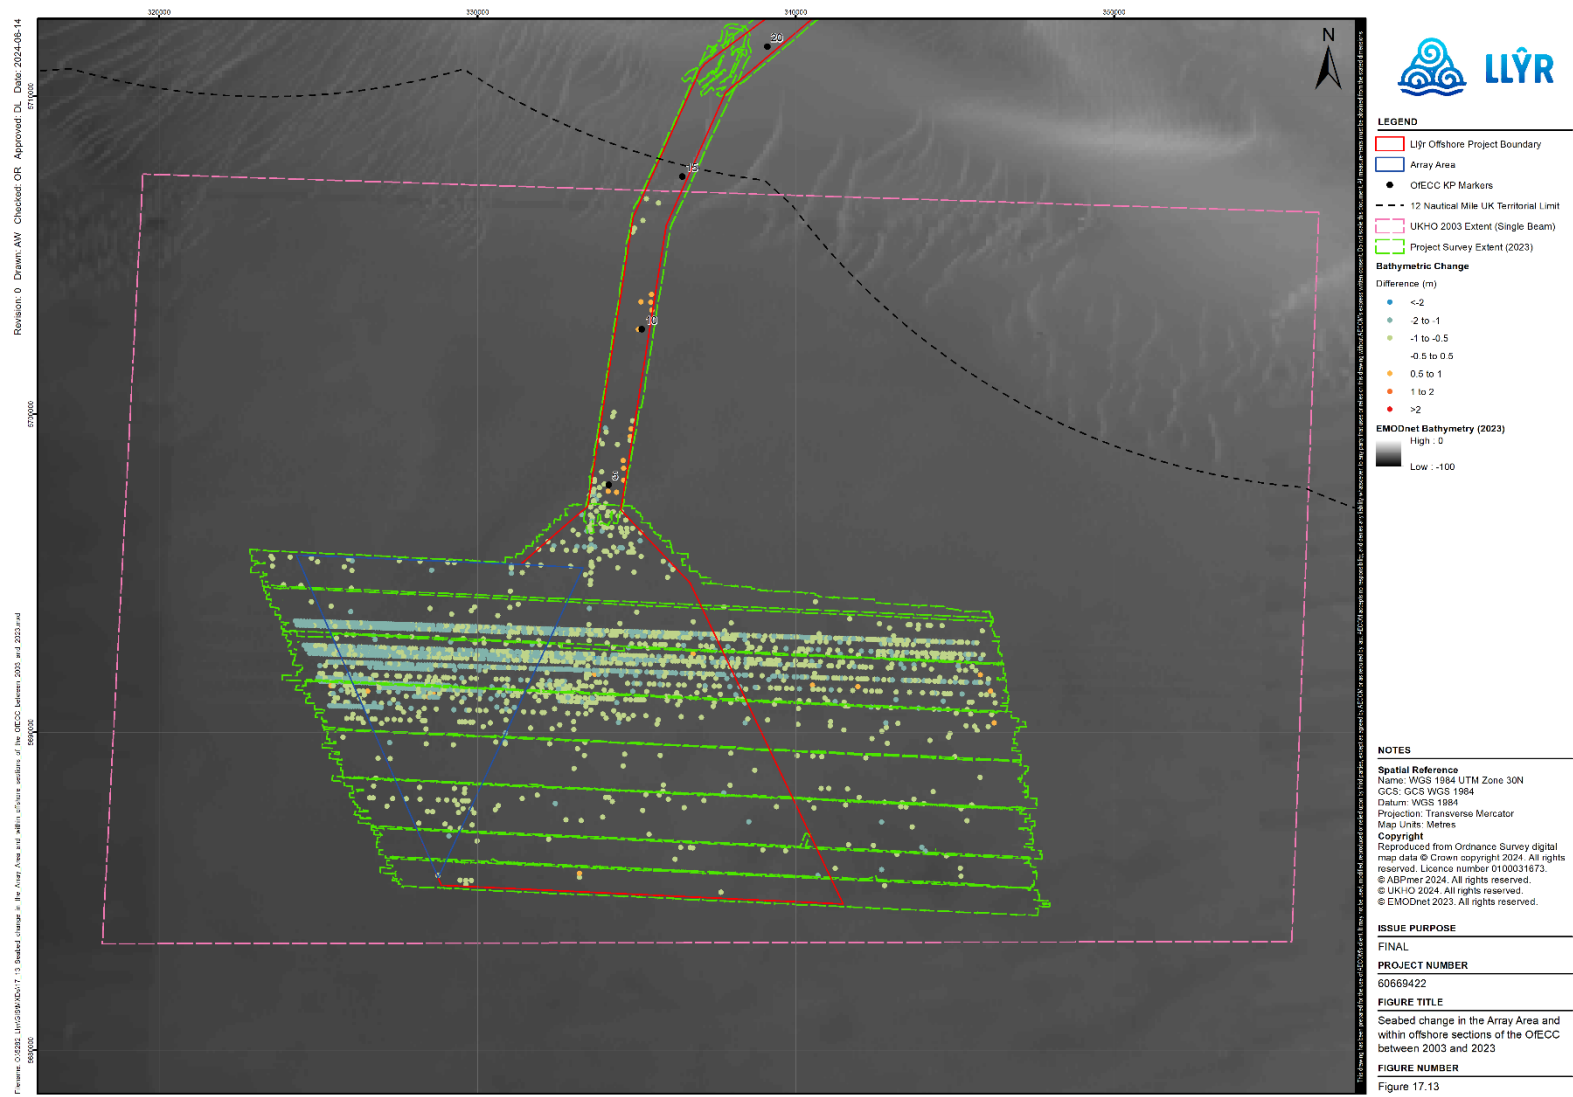 320000
330000
340000
350000
5710000
5700000
5690000
5680000
Revision: 0 Drawn: AW Checked: OR Approved: DL Date: 2024-06-14
20
15
10
5
N
LLŶR
LEGEND
Llŷr Offshore Project Boundary
Array Area
OfECC KP Markers
12 Nautical Mile UK Territorial Limit
UKHO 2003 Extent (Single Beam)
Project Survey Extent (2023)
Bathymetric Change
Difference (m)
<-2
-2 to -1
-1 to -0.5
-0.5 to 0.5
0.5 to 1
1 to 2
>2
EMODnet Bathymetry (2023)
High : 0
Low : -100
NOTES
Spatial Reference
Name: WGS 1984 UTM Zone 30N
GCS: GCS WGS 1984
Datum: WGS 1984
Projection: Transverse Mercator
Map Units: Metres
Copyright
Reproduced from Ordnance Survey digital
map data © Crown copyright 2024. All rights
reserved. Licence number 0100031673.
© ABPmer 2024. All rights reserved.
© UKHO 2024. All rights reserved.
© EMODnet 2023. All rights reserved.
ISSUE PURPOSE
FINAL
PROJECT NUMBER
60669422
FIGURE TITLE
Seabed change in the Array Area and
within offshore sections of the OfECC
between 2003 and 2023
FIGURE NUMBER
Figure 17.13